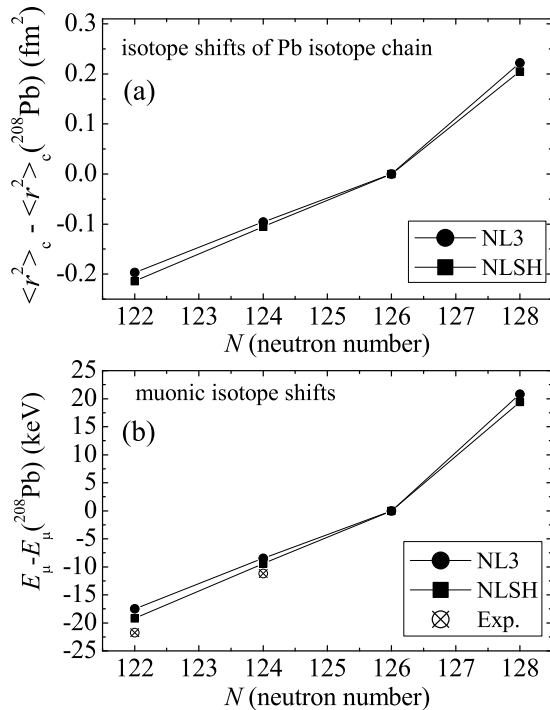 <r²>c - <r²>c(²⁰⁸Pb) (fm²)
0.3
0.2
0.1
0.0
-0.1
-0.2
isotope shifts of Pb isotope chain
(a)
NL3
NLSH
122 123 124 125 126 127 128
N (neutron number)
Eμ-Eμ(²⁰⁸Pb) (keV)
25
20
15
10
5
0
-5
-10
-15
-20
-25
muonic isotope shifts
(b)
NL3
NLSH
Exp.
122 123 124 125 126 127 128
N (neutron number)